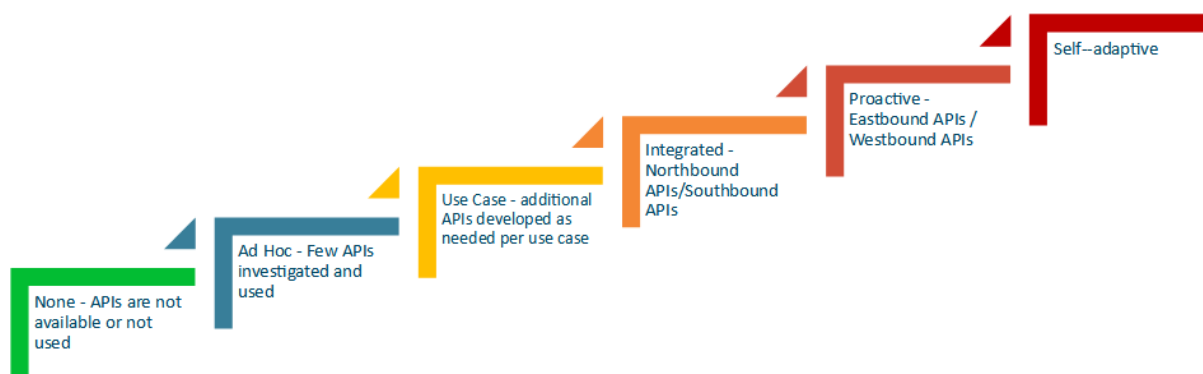 None - APIs are not
available or not
used
Ad Hoc - Few APIs
investigated and
used
Use Case - additional
APIs developed as
needed per use case
Integrated -
Northbound
APIs/Southbound
APIs
Proactive -
Eastbound APIs /
Westbound APIs
Self--adaptive